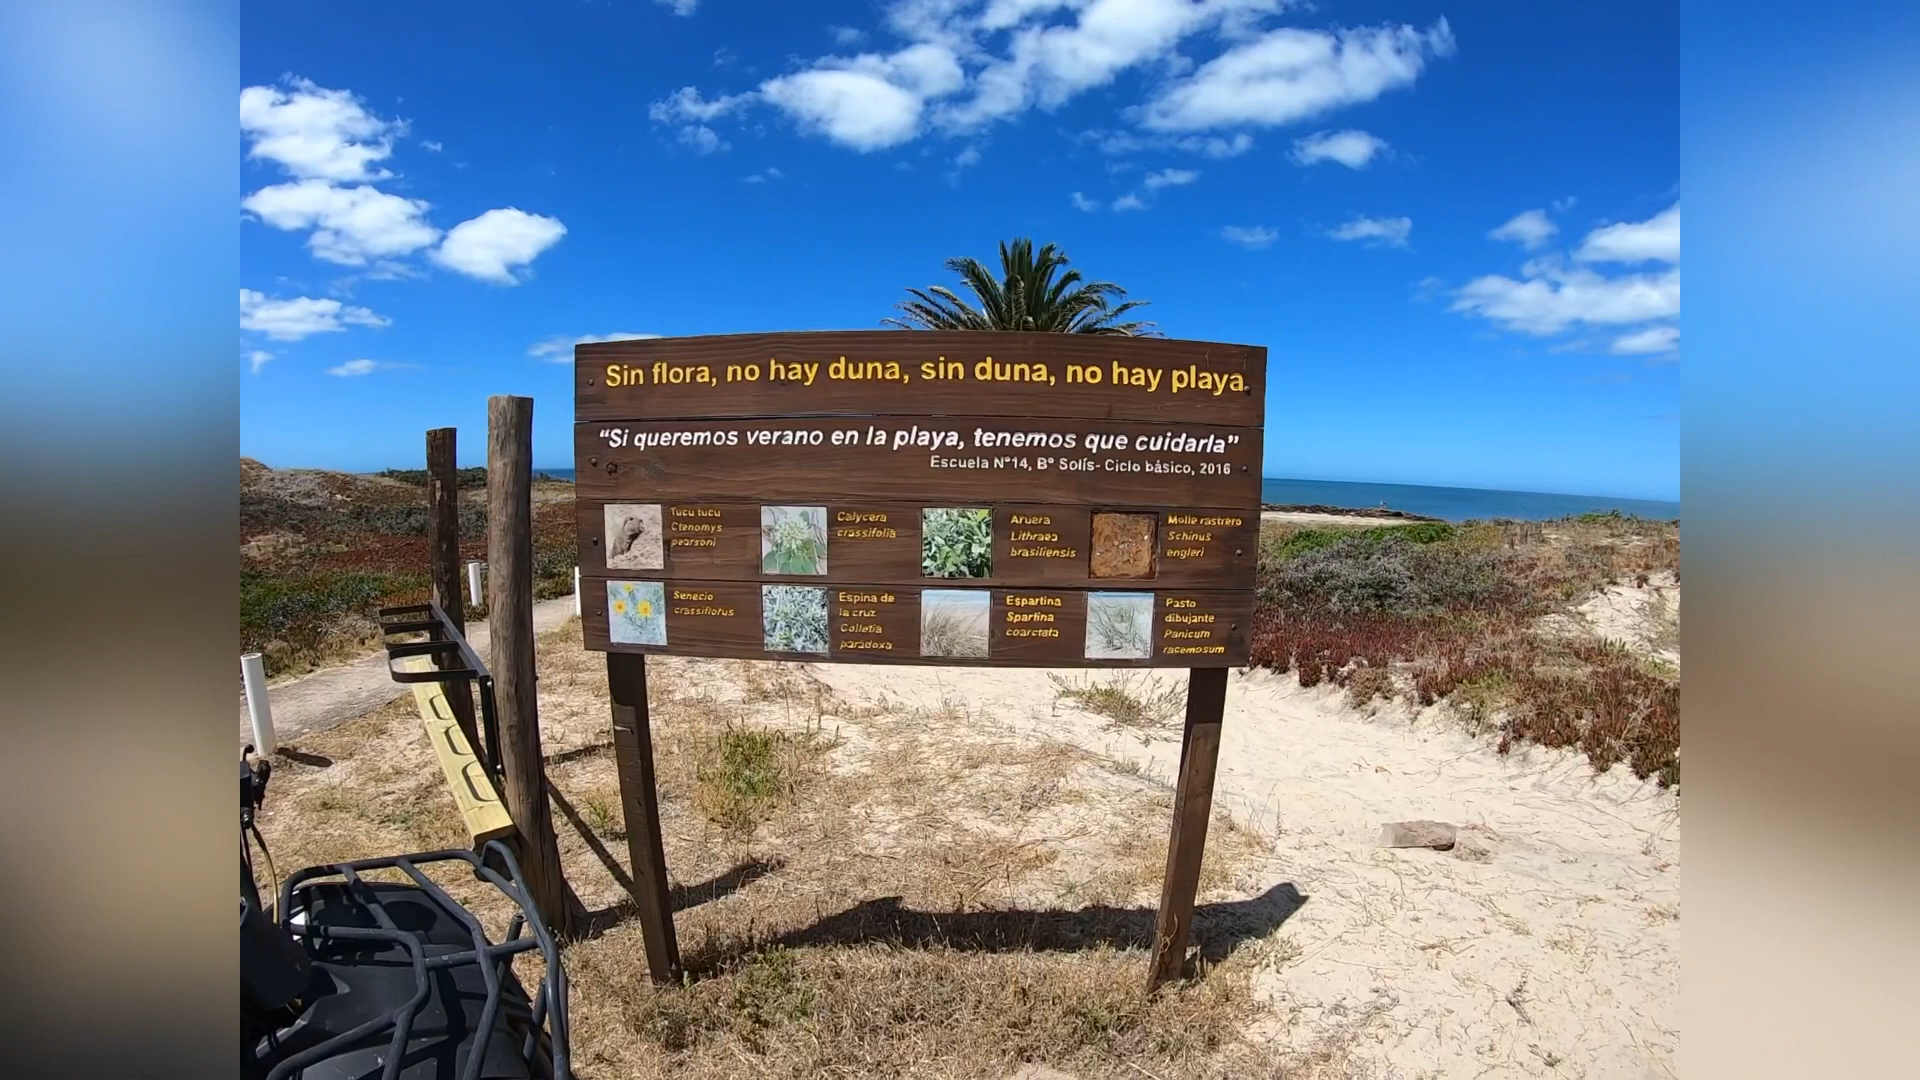 Sin flora, no hay duna, sin duna, no hay playa
“Si queremos verano en la playa, tenemos que cuidarla”
Escuela N°14, B° Solís- Ciclo básico, 2016
Tucu tucu
Ctenomys
pearsoni
Calycera
crassifolia
Aruera
Lithraea
brasiliensis
Molle rastrero
Schinus
engleri
Senecio
crassiflorus
Espina de
la cruz
Colletia
paradoxa
Espartina
Spartina
coarctata
Pasto
dibujante
Panicum
racemosum